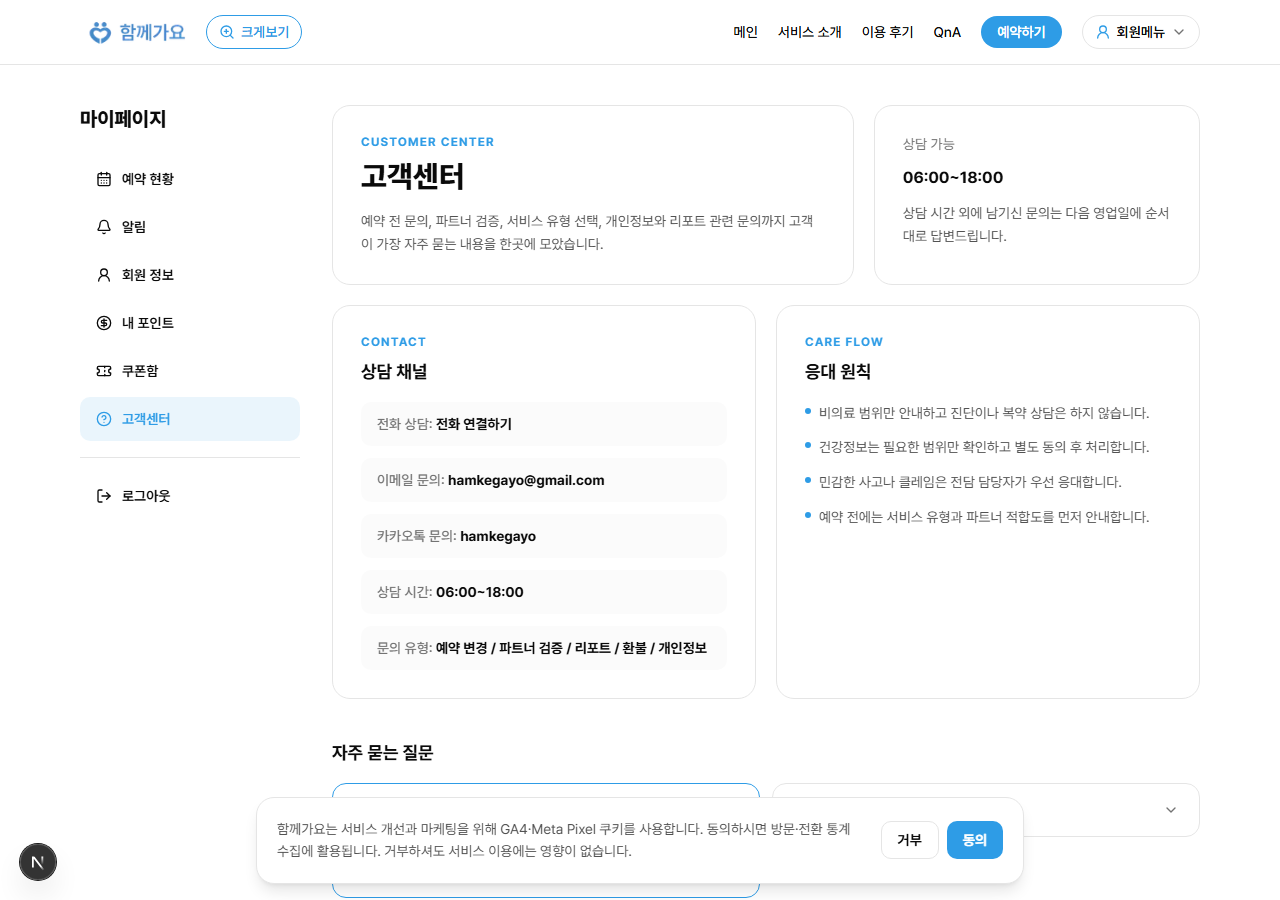 함께가요
크게보기
메인
서비스 소개
이용 후기
QnA
예약하기
회원메뉴
마이페이지
예약 현황
알림
회원 정보
내 포인트
쿠폰함
고객센터
로그아웃
CUSTOMER CENTER
고객센터
예약 전 문의, 파트너 검증, 서비스 유형 선택, 개인정보와 리포트 관련 문의까지 고객
이 가장 자주 묻는 내용을 한곳에 모았습니다.
상담 가능
06:00~18:00
상담 시간 외에 남기신 문의는 다음 영업일에 순서
대로 답변드립니다.
CONTACT
상담 채널
전화 상담: 전화 연결하기
이메일 문의: hamkegayo@gmail.com
카카오톡 문의: hamkegayo
상담 시간: 06:00~18:00
문의 유형: 예약 변경 / 파트너 검증 / 리포트 / 환불 / 개인정보
CARE FLOW
응대 원칙
비의료 범위만 안내하고 진단이나 복약 상담은 하지 않습니다.
건강정보는 필요한 범위만 확인하고 별도 동의 후 처리합니다.
민감한 사고나 클레임은 전담 담당자가 우선 응대합니다.
예약 전에는 서비스 유형과 파트너 적합도를 먼저 안내합니다.
자주 묻는 질문
함께가요는 서비스 개선과 마케팅을 위해 GA4·Meta Pixel 쿠키를 사용합니다. 동의하시면 방문·전환 통계
수집에 활용됩니다. 거부하셔도 서비스 이용에는 영향이 없습니다.
거부
동의
N